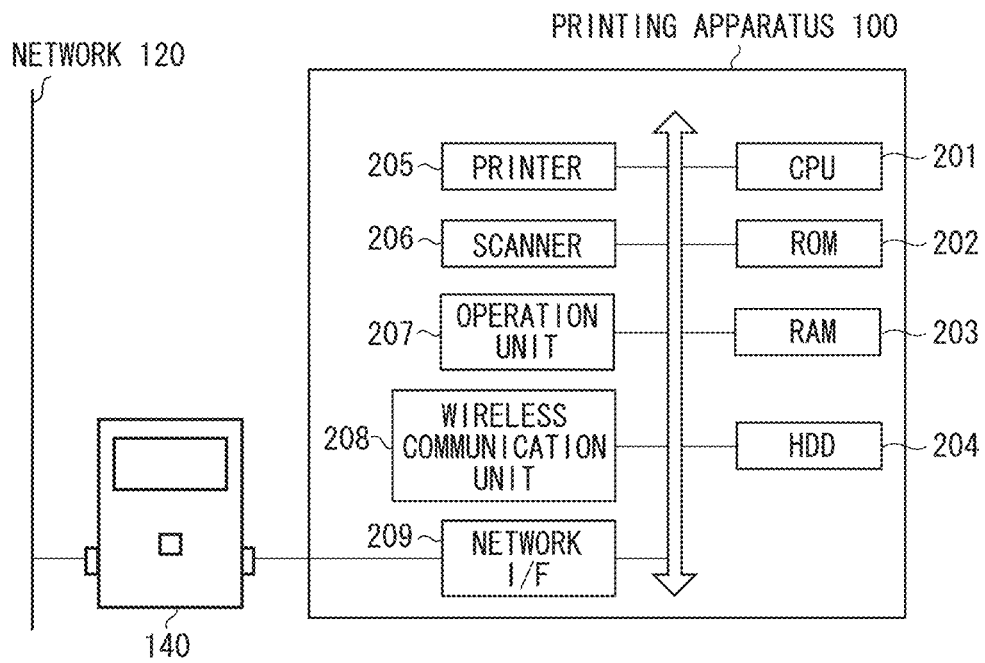 PRINTING APPARATUS 100
NETWORK 120
205 PRINTER
CPU 201
206 SCANNER
ROM 202
207 OPERATION
UNIT
RAM 203
208 WIRELESS
COMMUNICATION
UNIT
HDD 204
209 NETWORK
I/F
140